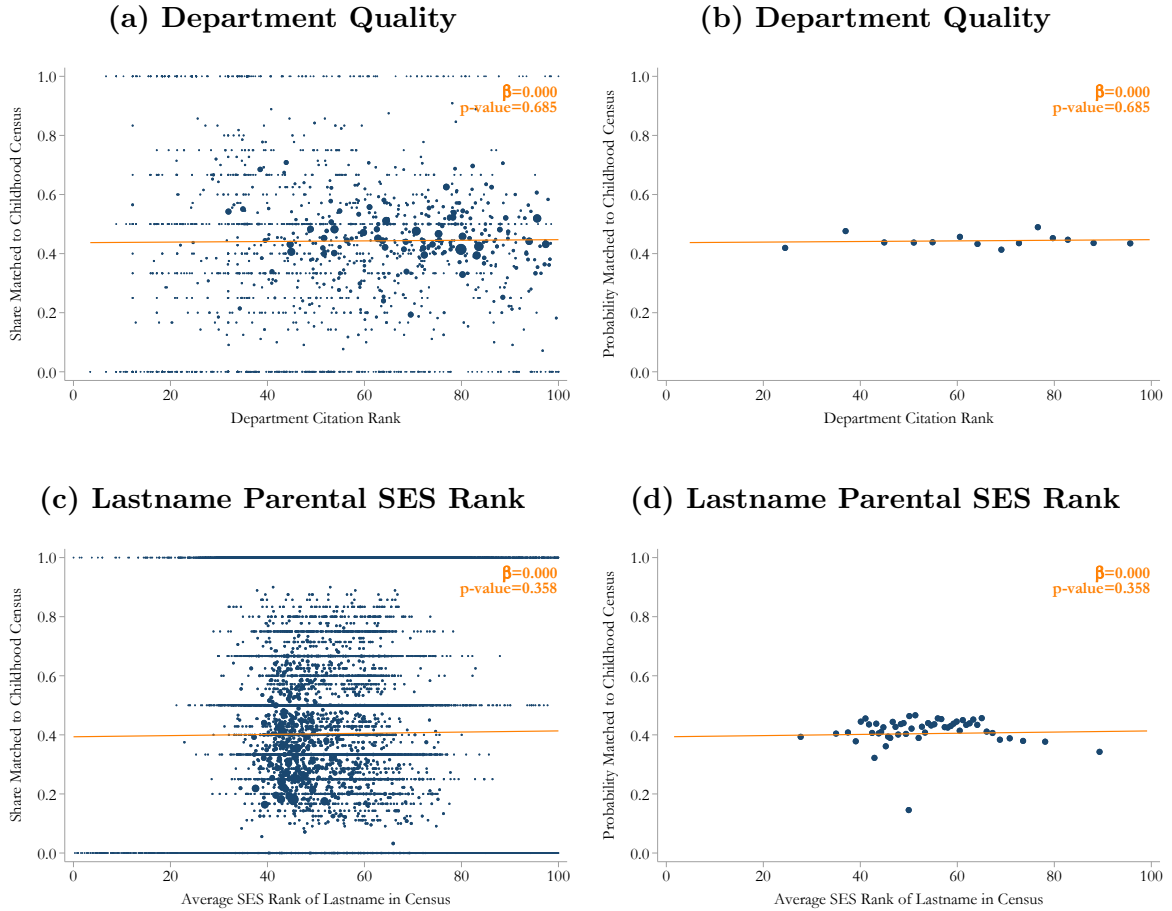 (a) Department Quality
β=0.000
p-value=0.685
Share Matched to Childhood Census
1.0
0.8
0.6
0.4
0.2
0.0
0 20 40 60 80 100
Department Citation Rank
(b) Department Quality
β=0.000
p-value=0.685
Probability Matched to Childhood Census
1.0
0.8
0.6
0.4
0.2
0.0
0 20 40 60 80 100
Department Citation Rank
(c) Lastname Parental SES Rank
β=0.000
p-value=0.358
Share Matched to Childhood Census
1.0
0.8
0.6
0.4
0.2
0.0
0 20 40 60 80 100
Average SES Rank of Lastname in Census
(d) Lastname Parental SES Rank
β=0.000
p-value=0.358
Probability Matched to Childhood Census
1.0
0.8
0.6
0.4
0.2
0.0
0 20 40 60 80 100
Average SES Rank of Lastname in Census